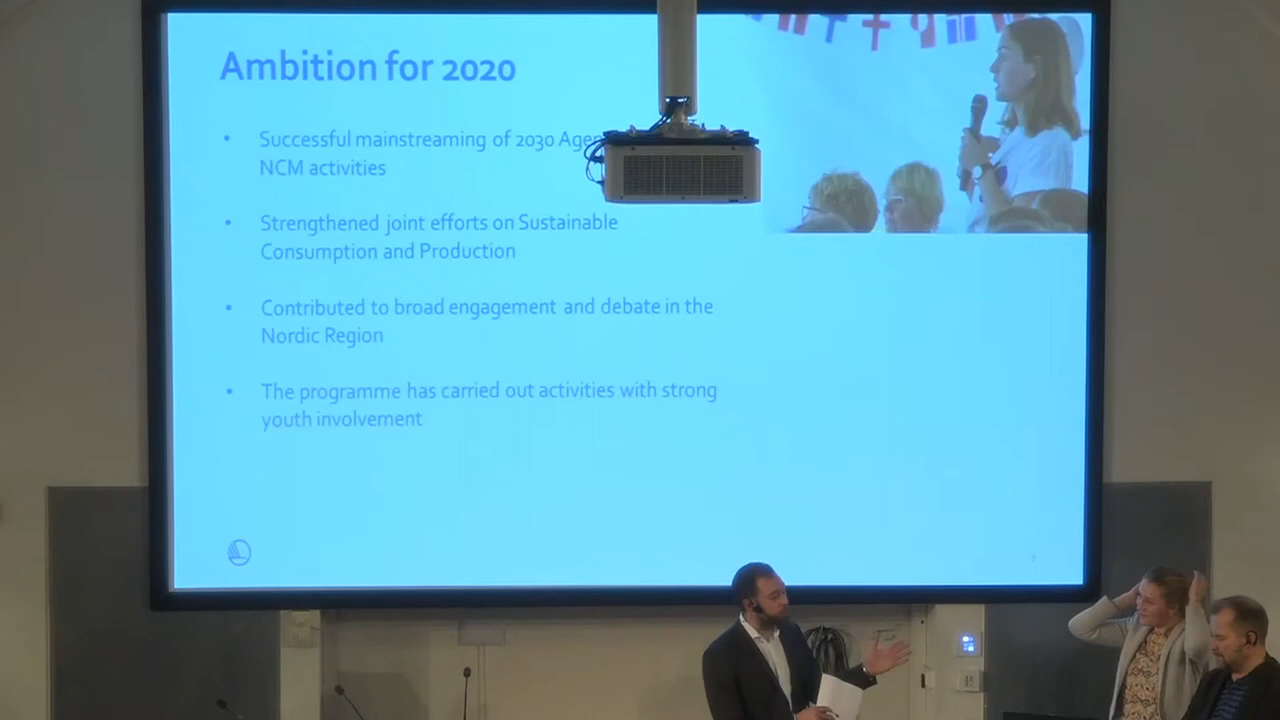 Ambition for 2020
• Successful mainstreaming of 2030
NCM activities
• Strengthened joint efforts on Sustainable
Consumption and Production
• Contributed to broad engagement and debate in the
Nordic Region
• The programme has carried out activities with strong
youth involvement
7